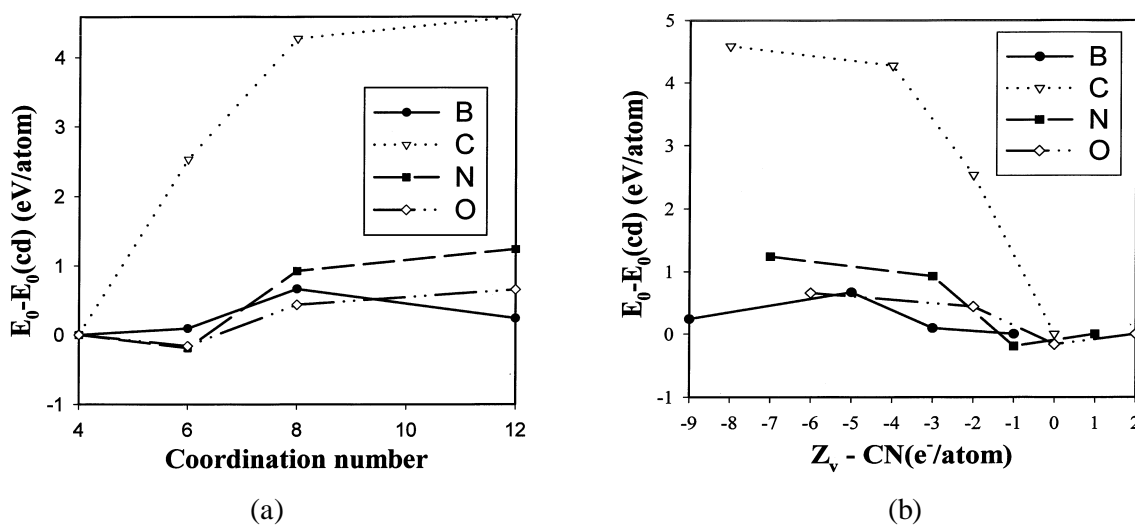 E0-E0(cd) (eV/atom)
4
3
2
1
0
-1
B
C
N
O
4 6 8 10 12
Coordination number
(a)
E0-E0(cd) (eV/atom)
5
4
3
2
1
0
-1
B
C
N
O
-9 -8 -7 -6 -5 -4 -3 -2 -1 0 1 2
Zv - CN(e-/atom)
(b)